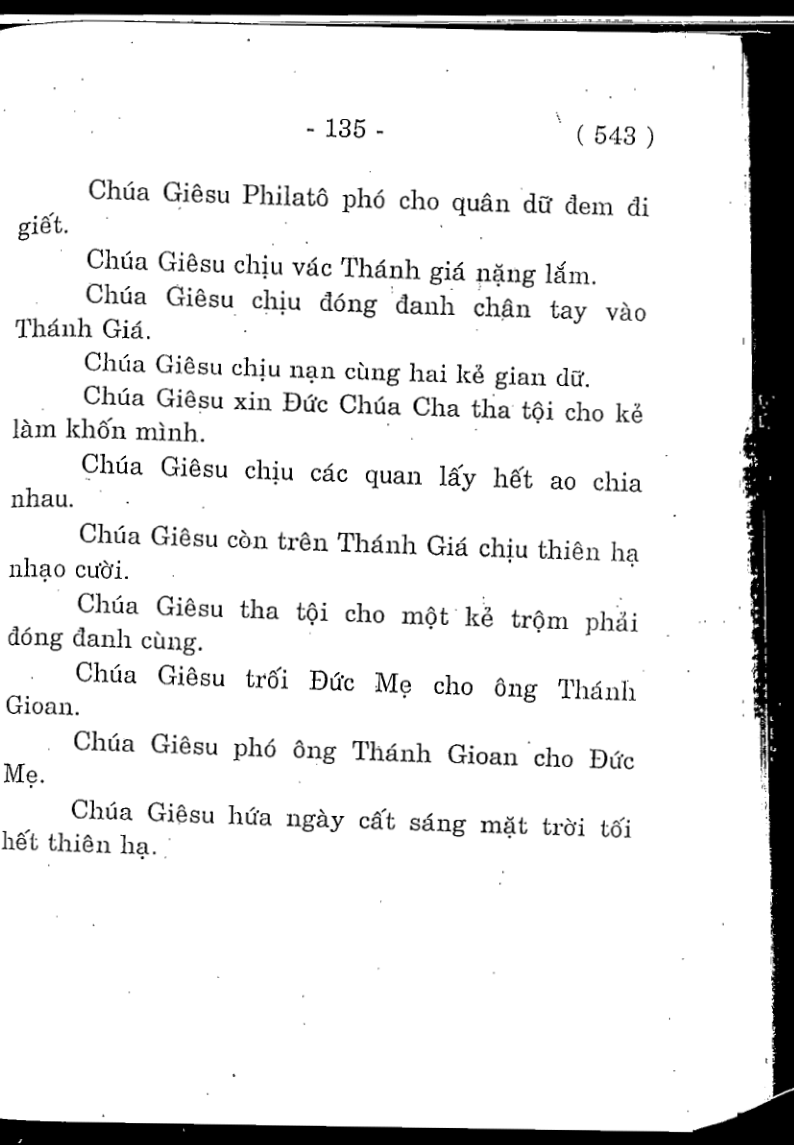 - 135 -
( 543 )
Chúa Giêsu Philatô phó cho quân dữ đem đi
giết.
Chúa Giêsu chịu vác Thánh giá nặng lắm.
Chúa Giêsu chịu đóng đanh chân tay vào
Thánh Giá.
Chúa Giêsu chịu nạn cùng hai kẻ gian dữ.
Chúa Giêsu xin Đức Chúa Cha tha tội cho kẻ
làm khốn mình.
Chúa Giêsu chịu các quan lấy hết ao chia
nhau.
Chúa Giêsu còn trên Thánh Giá chịu thiên hạ
nhạo cười.
Chúa Giêsu tha tội cho một kẻ trộm phải
đóng đanh cùng.
Chúa Giêsu trối Đức Mẹ cho ông Thánh
Gioan.
Chúa Giêsu phó ông Thánh Gioan cho Đức
Mẹ.
Chúa Giêsu hứa ngày cất sáng mặt trời tối
hết thiên hạ.